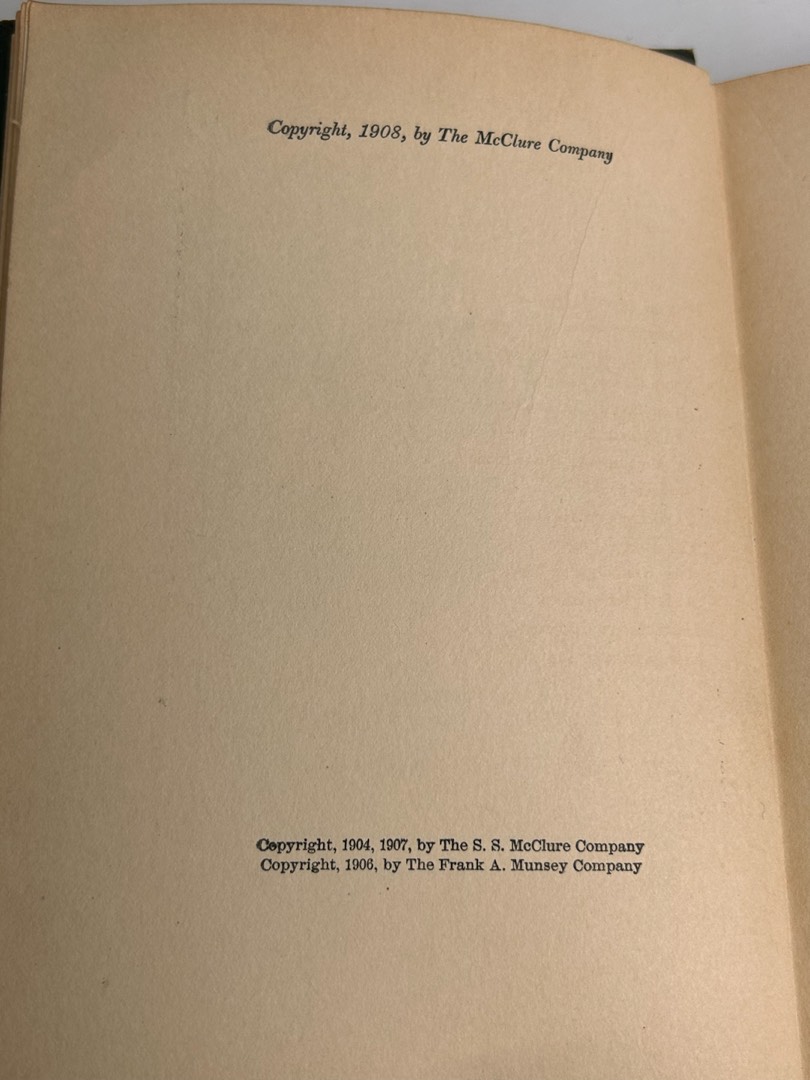 Copyright, 1908, by The McClure Company
Copyright, 1904, 1907, by The S. S. McClure Company
Copyright, 1906, by The Frank A. Munsey Company